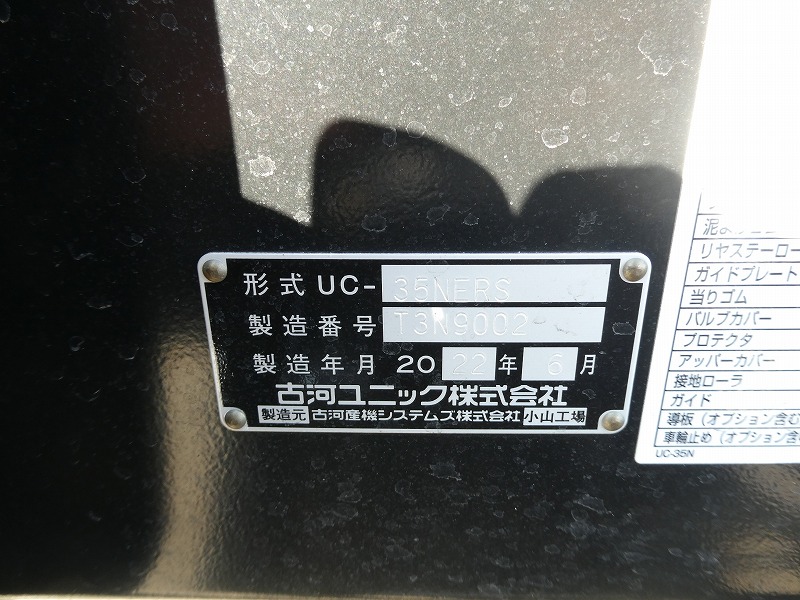 形式 UC- 35NERS
製造番号 T3N9002
製造年月 2022年 6月
古河ユニック株式会社
製造元 古河産機システムズ株式会社 小山工場
リヤステーロー
ガイドプレート
当りゴム
バルブカバー
プロテクタ
アッパーカバー
接地ローラ
ガイド
導板（オプション含む
車輪止め（オプション含
UC-35N